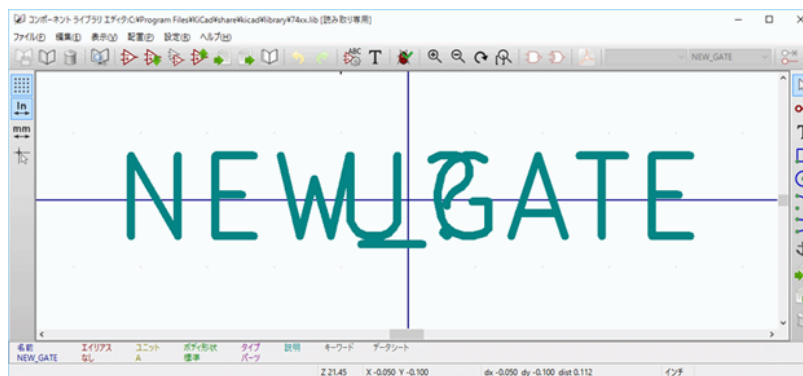 コンポーネント ライブラリ エディタ:C:¥Program Files¥KiCad¥share¥kicad¥library¥74xx.lib [読み取り専用]
ファイル(F) 編集(E) 表示(V) 配置(P) 設定(R) ヘルプ(H)
NEW_GATE
In
mm
NEW_GATE
U?
名前 エイリアス ユニット ボディ形状 タイプ 説明 キーワード データシート
NEW_GATE なし A 標準 パーツ
Z 21.45 X -0.050 Y -0.100 dx -0.050 dy -0.100 dist 0.112 インチ